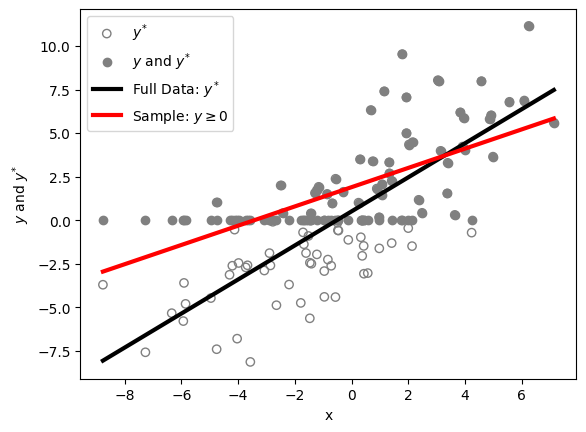 y*
y and y*
Full Data: y*
Sample: y ≥ 0
10.0
7.5
5.0
2.5
0.0
−2.5
−5.0
−7.5
y and y*
−8 −6 −4 −2 0 2 4 6
x